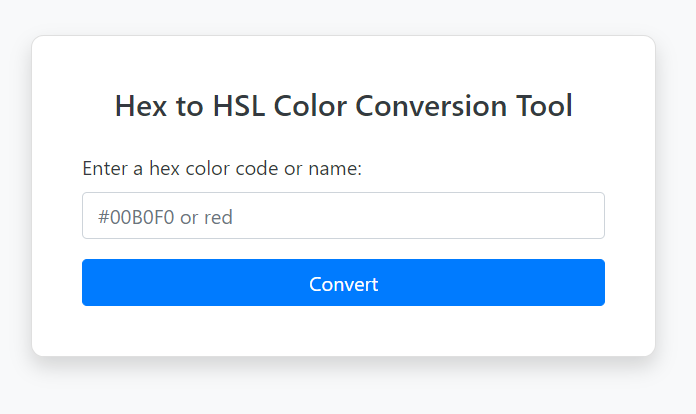 Hex to HSL Color Conversion Tool
Enter a hex color code or name:
#00B0F0 or red
Convert